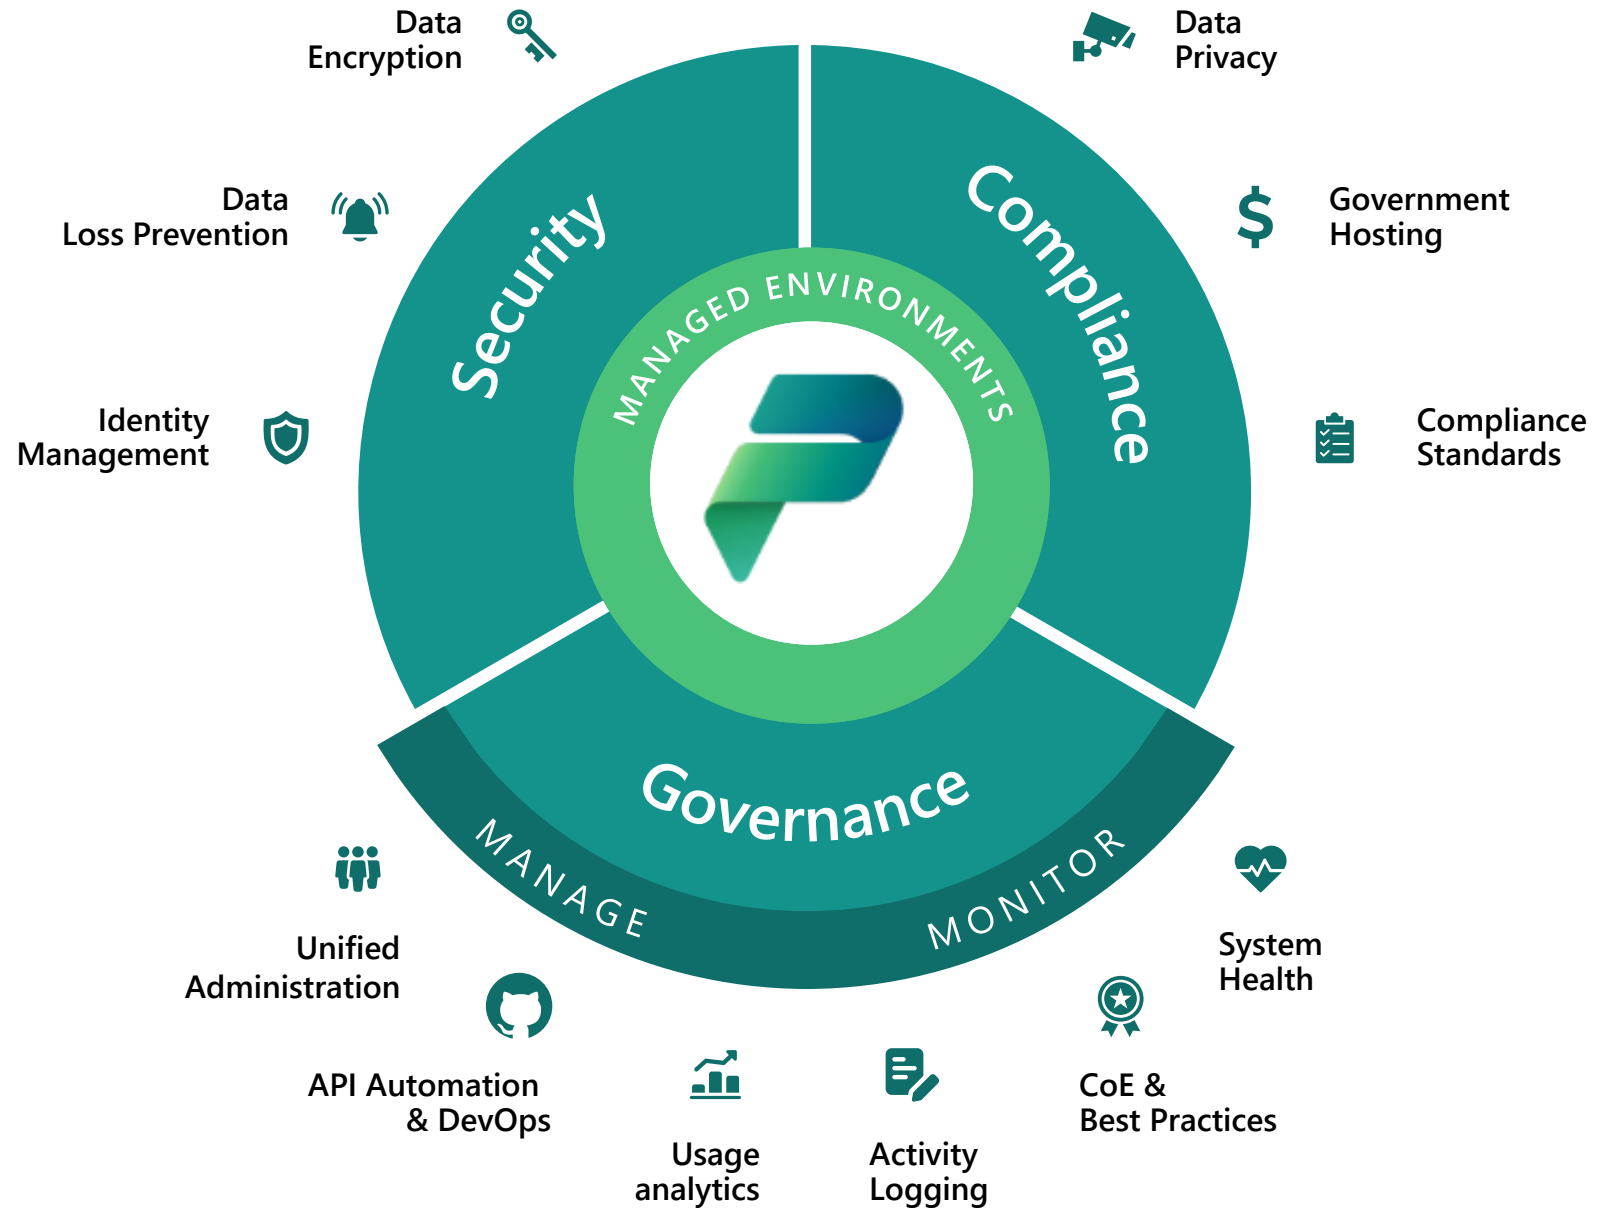 Data
Encryption
Data
Privacy
Data
Loss Prevention
Government
Hosting
Identity
Management
Compliance
Standards
Security
Compliance
MANAGED ENVIRONMENTS
Governance
MANAGE
MONITOR
Unified
Administration
System
Health
API Automation
& DevOps
CoE &
Best Practices
Usage
analytics
Activity
Logging